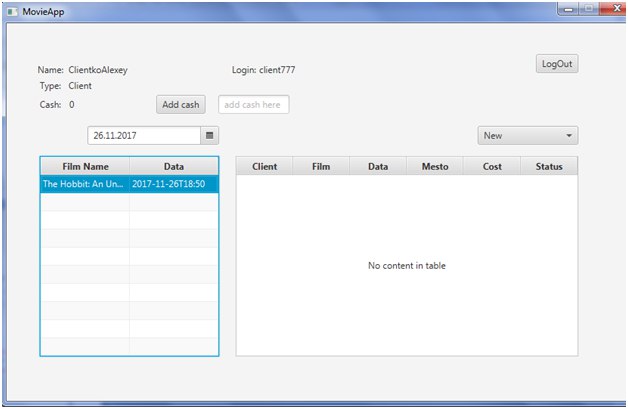 MovieApp
LogOut
Name: ClientkoAlexey Login: client777
Type: Client
Cash: 0 Add cash add cash here
26.11.2017 New
Film Name Data Client Film Data Mesto Cost Status
The Hobbit: An Un... 2017-11-26T18:50
No content in table